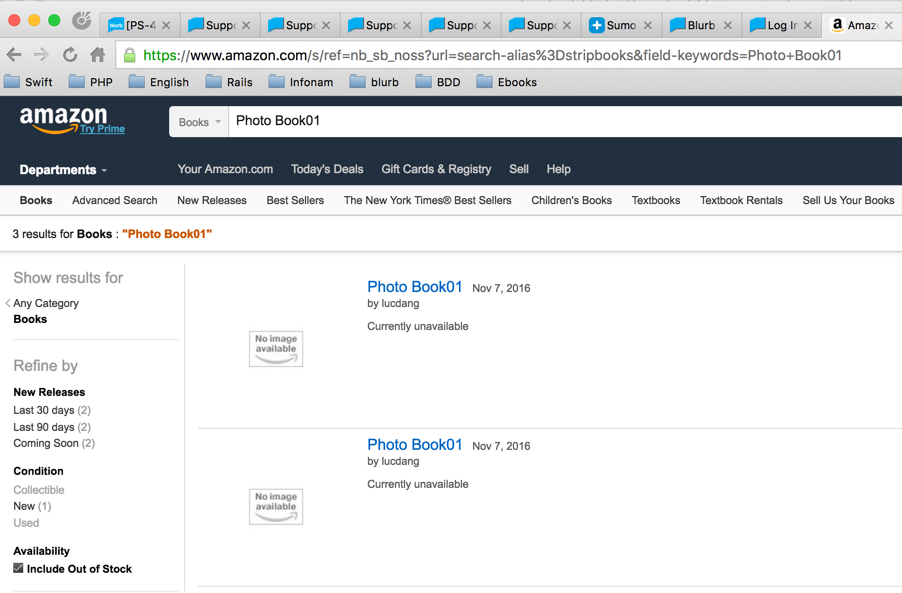 [PS-4
Suppo
Suppo
Suppo
Suppo
Suppo
Sumo
Blurb
Log In
Amaz
https://www.amazon.com/s/ref=nb_sb_noss?url=search-alias%3Dstripbooks&field-keywords=Photo+Book01
Swift PHP English Rails Infonam blurb BDD Ebooks
amazon
Try Prime
Books Photo Book01
Departments Your Amazon.com Today's Deals Gift Cards & Registry Sell Help
Books Advanced Search New Releases Best Sellers The New York Times® Best Sellers Children's Books Textbooks Textbook Rentals Sell Us Your Books
3 results for Books : "Photo Book01"
Show results for
Any Category
Books
Refine by
New Releases
Last 30 days (2)
Last 90 days (2)
Coming Soon (2)
Condition
Collectible
New (1)
Used
Availability
Include Out of Stock
Photo Book01 Nov 7, 2016
by lucdang
Currently unavailable
No image
available
Photo Book01 Nov 7, 2016
by lucdang
Currently unavailable
No image
available